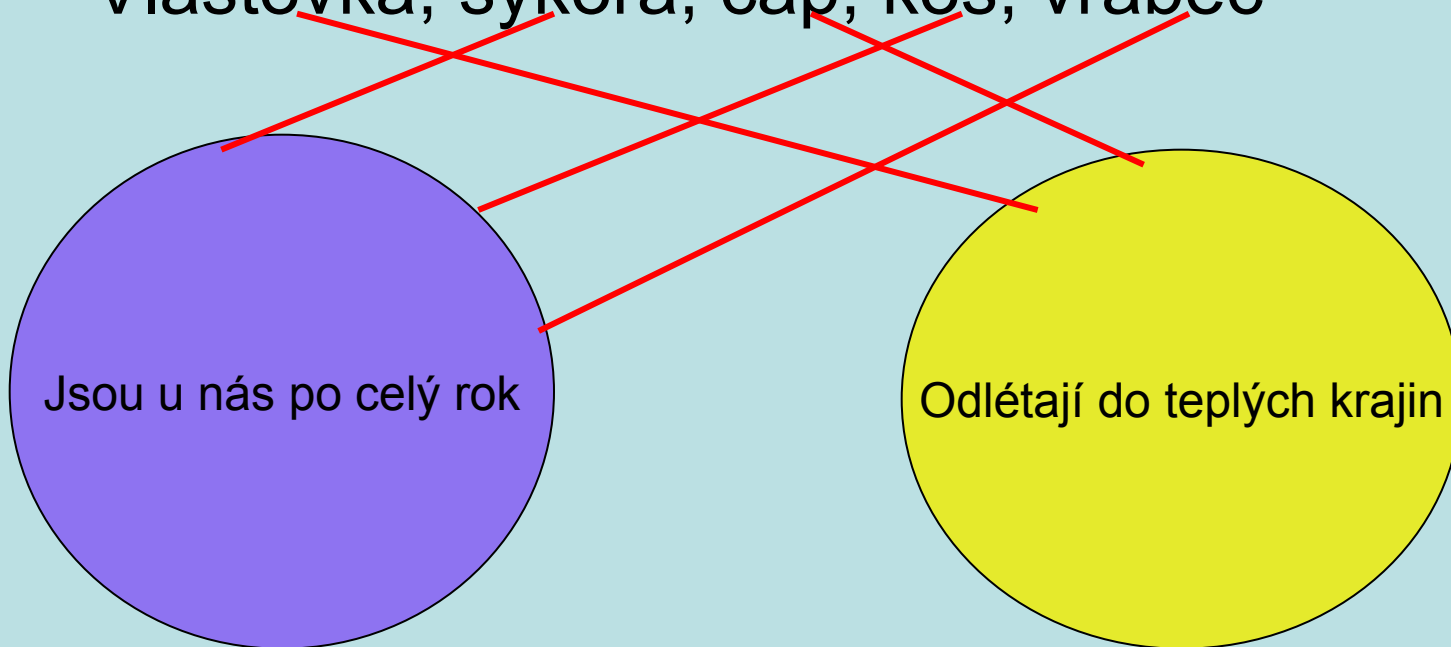 vlaštovka, sýkora, čáp, kos, vrabec
Jsou u nás po celý rok
Odlétají do teplých krajin